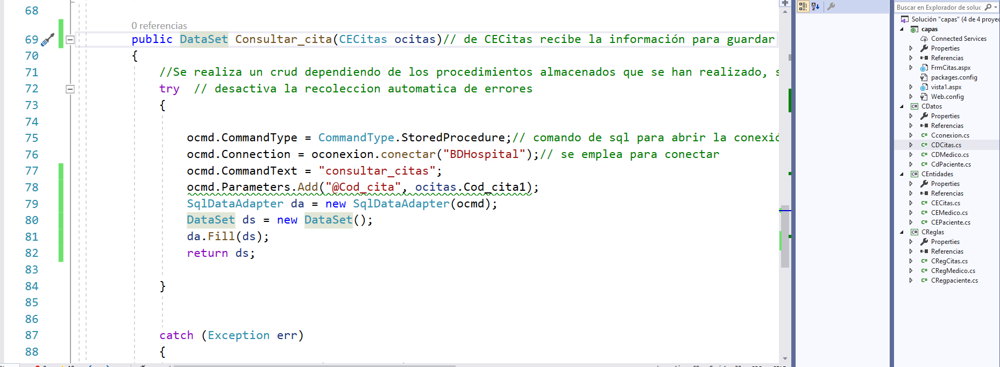 68
0 referencias
69 public DataSet Consultar_cita(CECitas ocitas)// de CECitas recibe la información para guardar
70 {
71 //Se realiza un crud dependiendo de los procedimientos almacenados que se han realizado, s
72 try // desactiva la recoleccion automatica de errores
73 {
74
75 ocmd.CommandType = CommandType.StoredProcedure;// comando de sql para abrir la conexió
76 ocmd.Connection = oconexion.conectar("BDHospital");// se emplea para conectar
77 ocmd.CommandText = "consultar_citas";
78 ocmd.Parameters.Add("@Cod_cita", ocitas.Cod_cita1);
79 SqlDataAdapter da = new SqlDataAdapter(ocmd);
80 DataSet ds = new DataSet();
81 da.Fill(ds);
82 return ds;
83
84 }
85
86
87 catch (Exception err)
88 {
Buscar en Explorador de soluc
Solución "capas" (4 de 4 proyec
capas
Connected Services
Properties
Referencias
FrmCitas.aspx
packages.config
vista1.aspx
Web.config
C# CDatos
Properties
Referencias
C# Cconexion.cs
C# CDCitas.cs
C# CDMedico.cs
C# CdPaciente.cs
C# CEntidades
Properties
Referencias
C# CECitas.cs
C# CEMedico.cs
C# CEPaciente.cs
C# CReglas
Properties
Referencias
C# CRegCitas.cs
C# CRegMedico.cs
C# CRegpaciente.cs